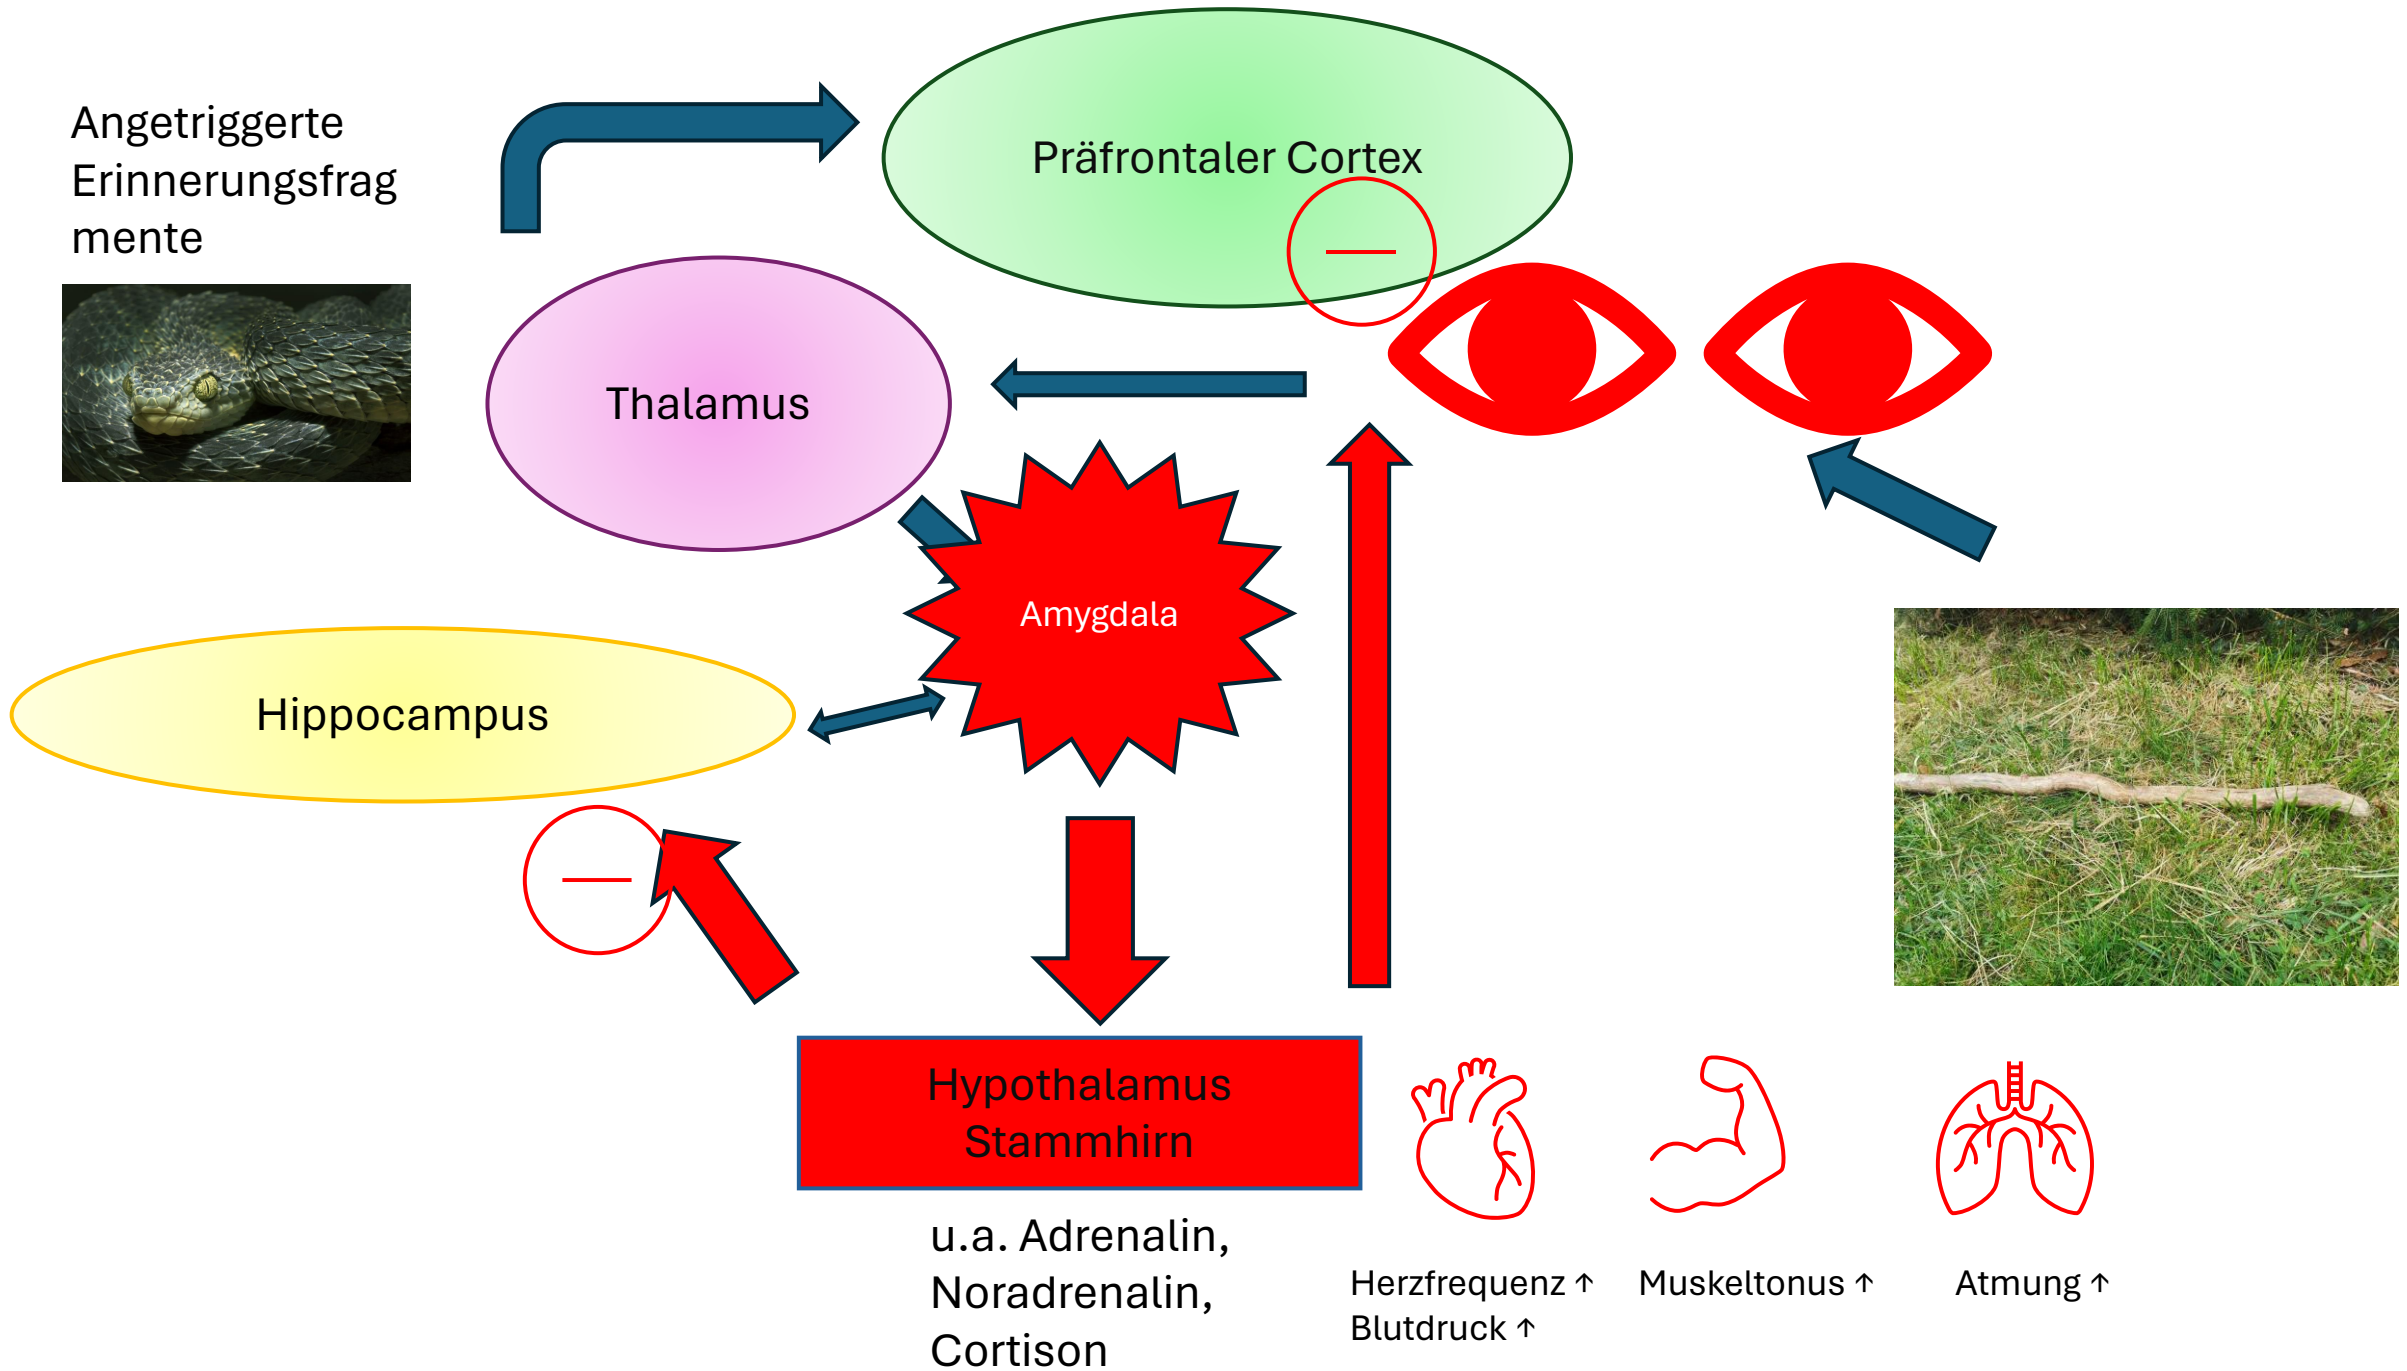 Angetriggerte
Erinnerungsfrag
mente
Präfrontaler Cortex
Thalamus
Amygdala
Hippocampus
Hypothalamus
Stammhirn
u.a. Adrenalin,
Noradrenalin,
Cortison
Herzfrequenz ↑
Blutdruck ↑
Muskeltonus ↑
Atmung ↑